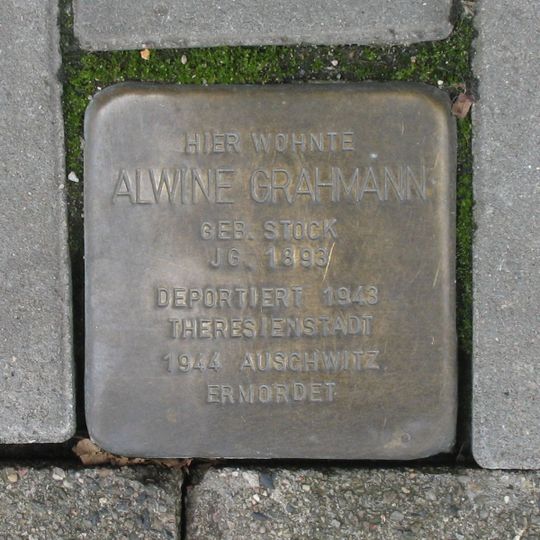 HIER WOHNTE
ALWINE GRAHMANN
GEB. STOCK
JG. 1893
DEPORTIERT 1943
THERESIENSTADT
1944 AUSCHWITZ
ERMORDET